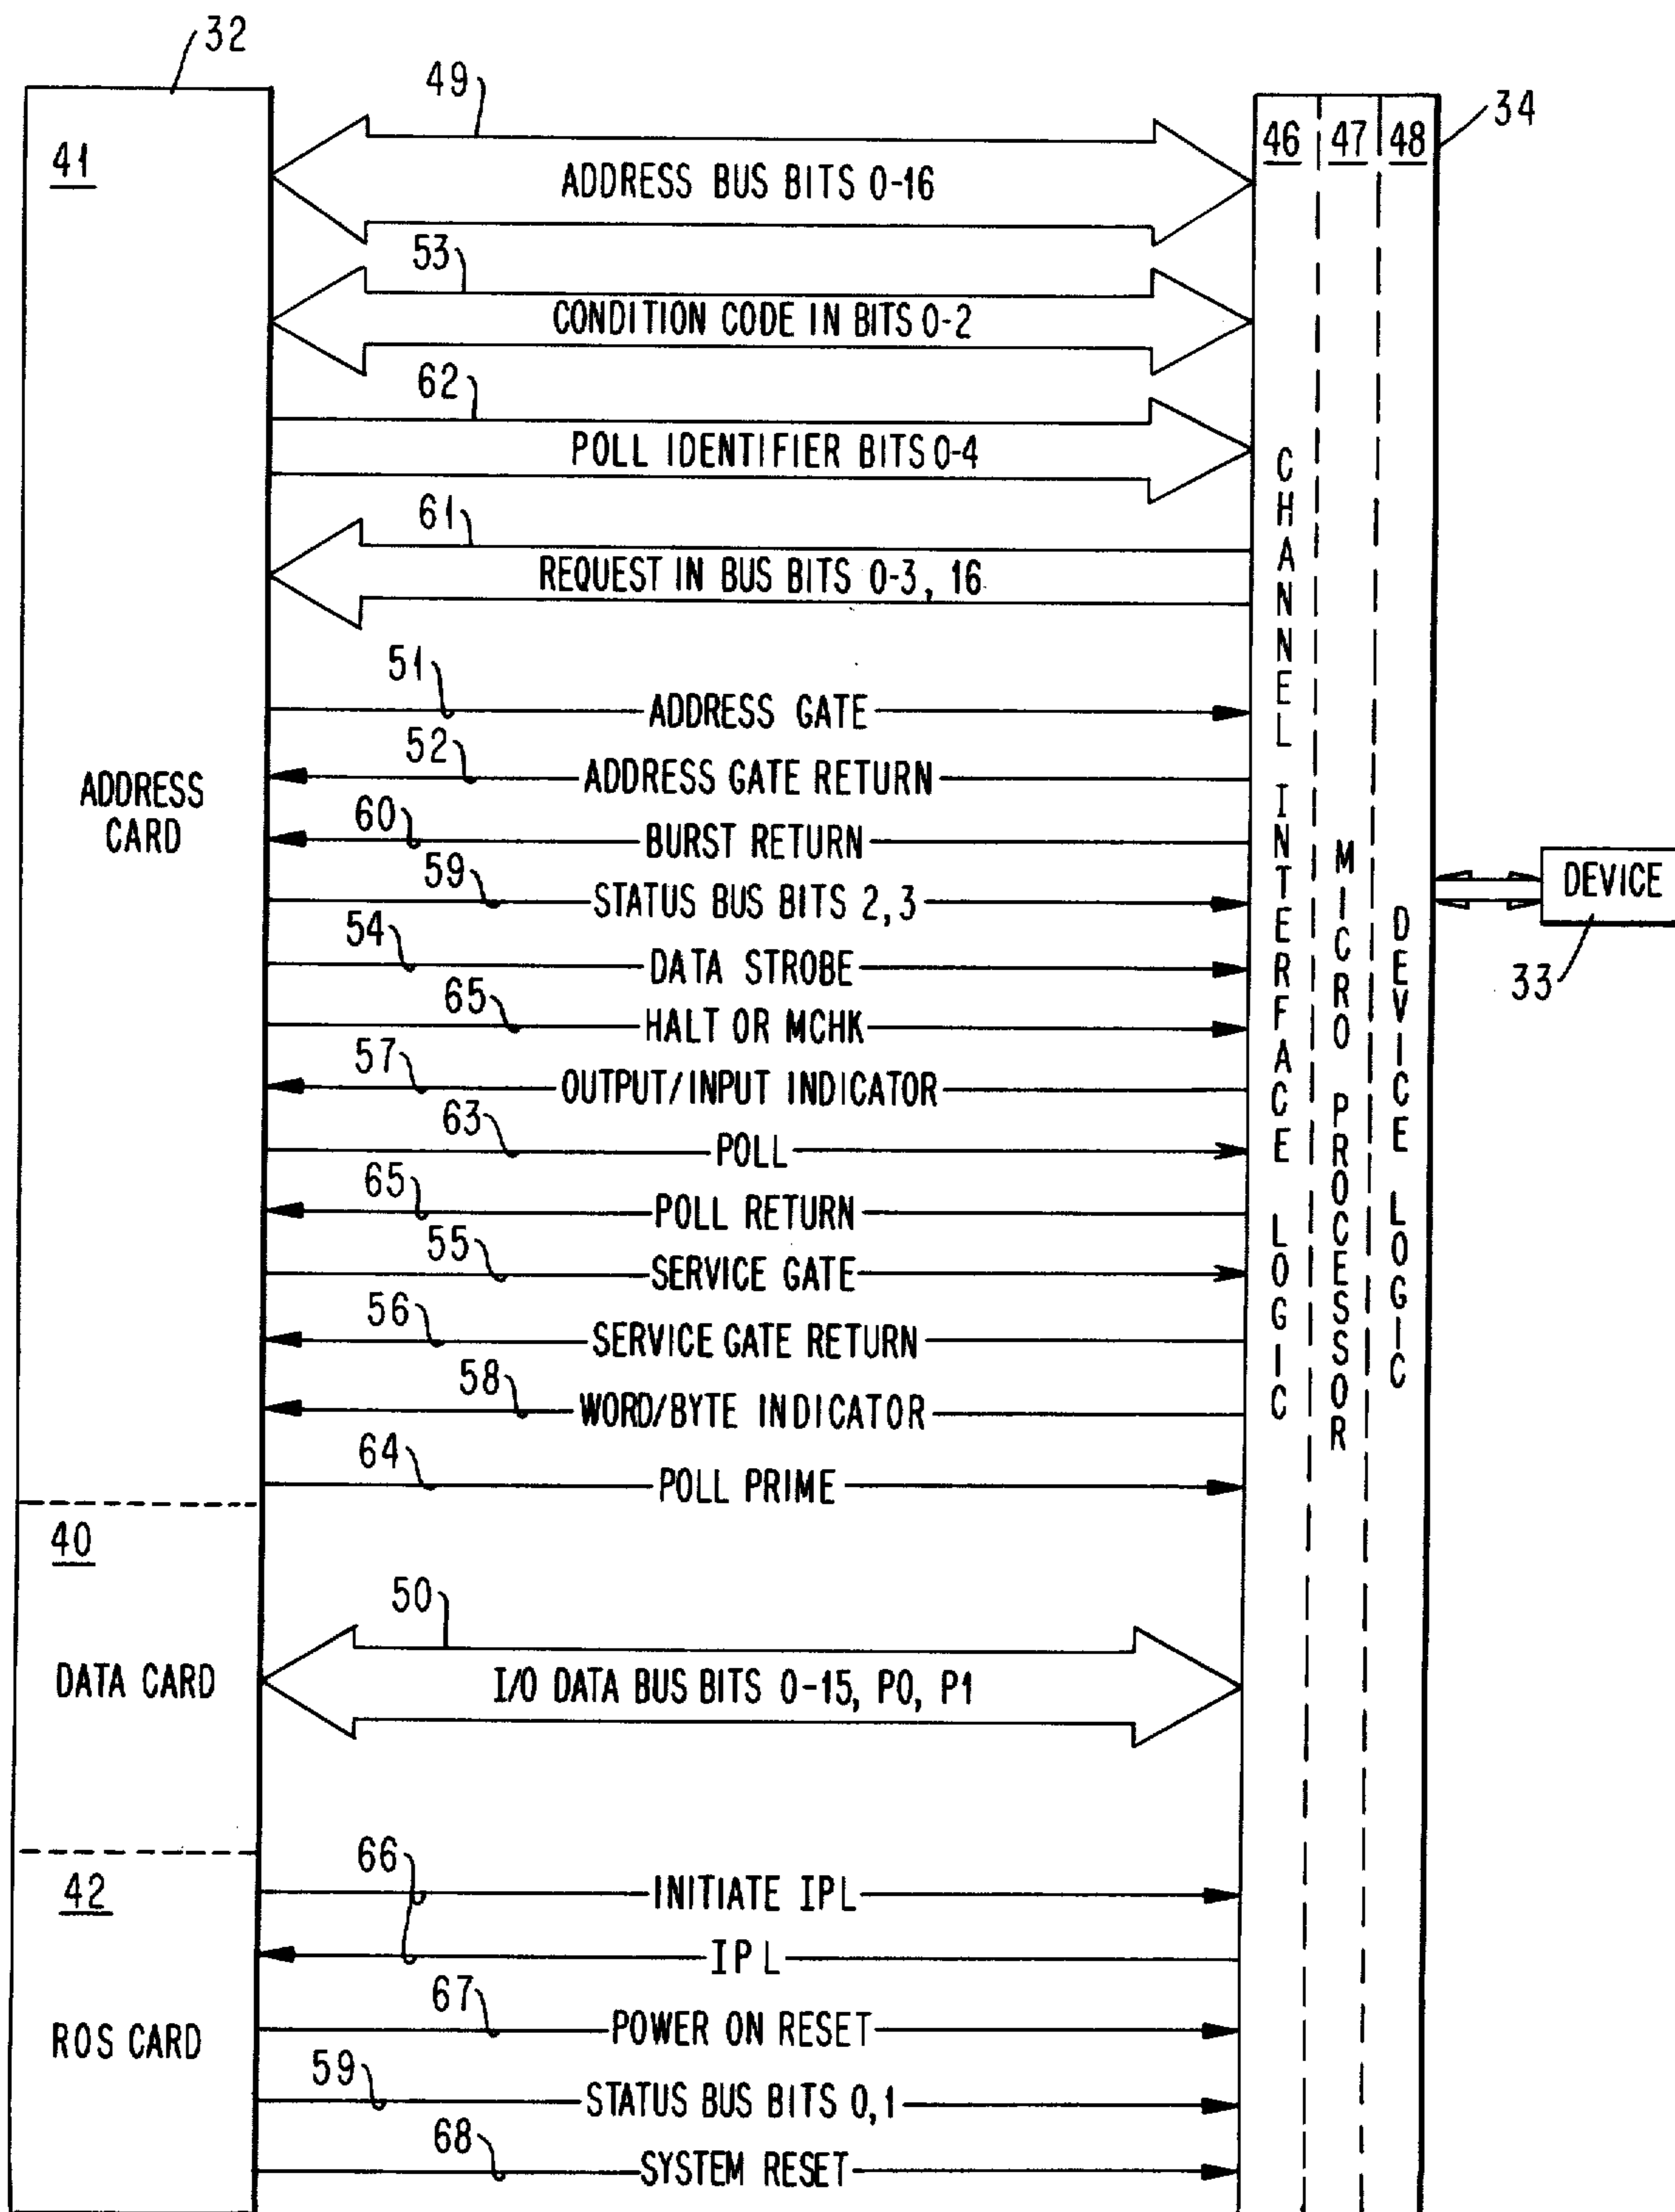 32
49
34
41
46 47 48
ADDRESS BUS BITS 0-16
53
CONDITION CODE IN BITS 0-2
62
POLL IDENTIFIER BITS 0-4
61
REQUEST IN BUS BITS 0-3, 16
51
ADDRESS GATE
52
ADDRESS GATE RETURN
ADDRESS
CARD
60
BURST RETURN
59
STATUS BUS BITS 2,3
54
DATA STROBE
65
HALT OR MCHK
57
OUTPUT/INPUT INDICATOR
63
POLL
65
POLL RETURN
55
SERVICE GATE
56
SERVICE GATE RETURN
58
WORD/BYTE INDICATOR
64
POLL PRIME
CHANNEL INTERFACE LOGIC
MICRO PROCESSOR
DEVICE LOGIC
DEVICE
33
40
50
DATA CARD
I/O DATA BUS BITS 0-15, P0, P1
42
66
INITIATE IPL
IPL
ROS CARD
67
POWER ON RESET
59
STATUS BUS BITS 0,1
68
SYSTEM RESET